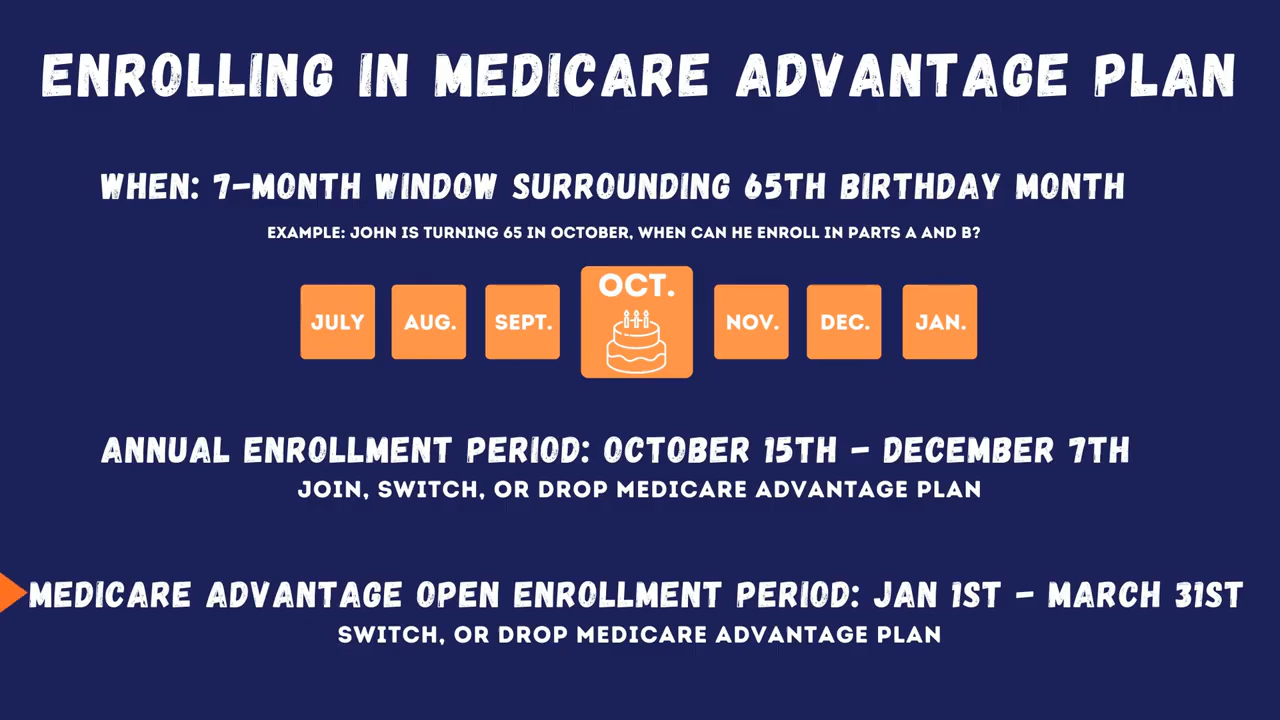 ENROLLING IN MEDICARE ADVANTAGE PLAN
WHEN: 7-MONTH WINDOW SURROUNDING 65TH BIRTHDAY MONTH
EXAMPLE: JOHN IS TURNING 65 IN OCTOBER, WHEN CAN HE ENROLL IN PARTS A AND B?
JULY AUG. SEPT. OCT. NOV. DEC. JAN.
ANNUAL ENROLLMENT PERIOD: OCTOBER 15TH - DECEMBER 7TH
JOIN, SWITCH, OR DROP MEDICARE ADVANTAGE PLAN
MEDICARE ADVANTAGE OPEN ENROLLMENT PERIOD: JAN 1ST - MARCH 31ST
SWITCH, OR DROP MEDICARE ADVANTAGE PLAN